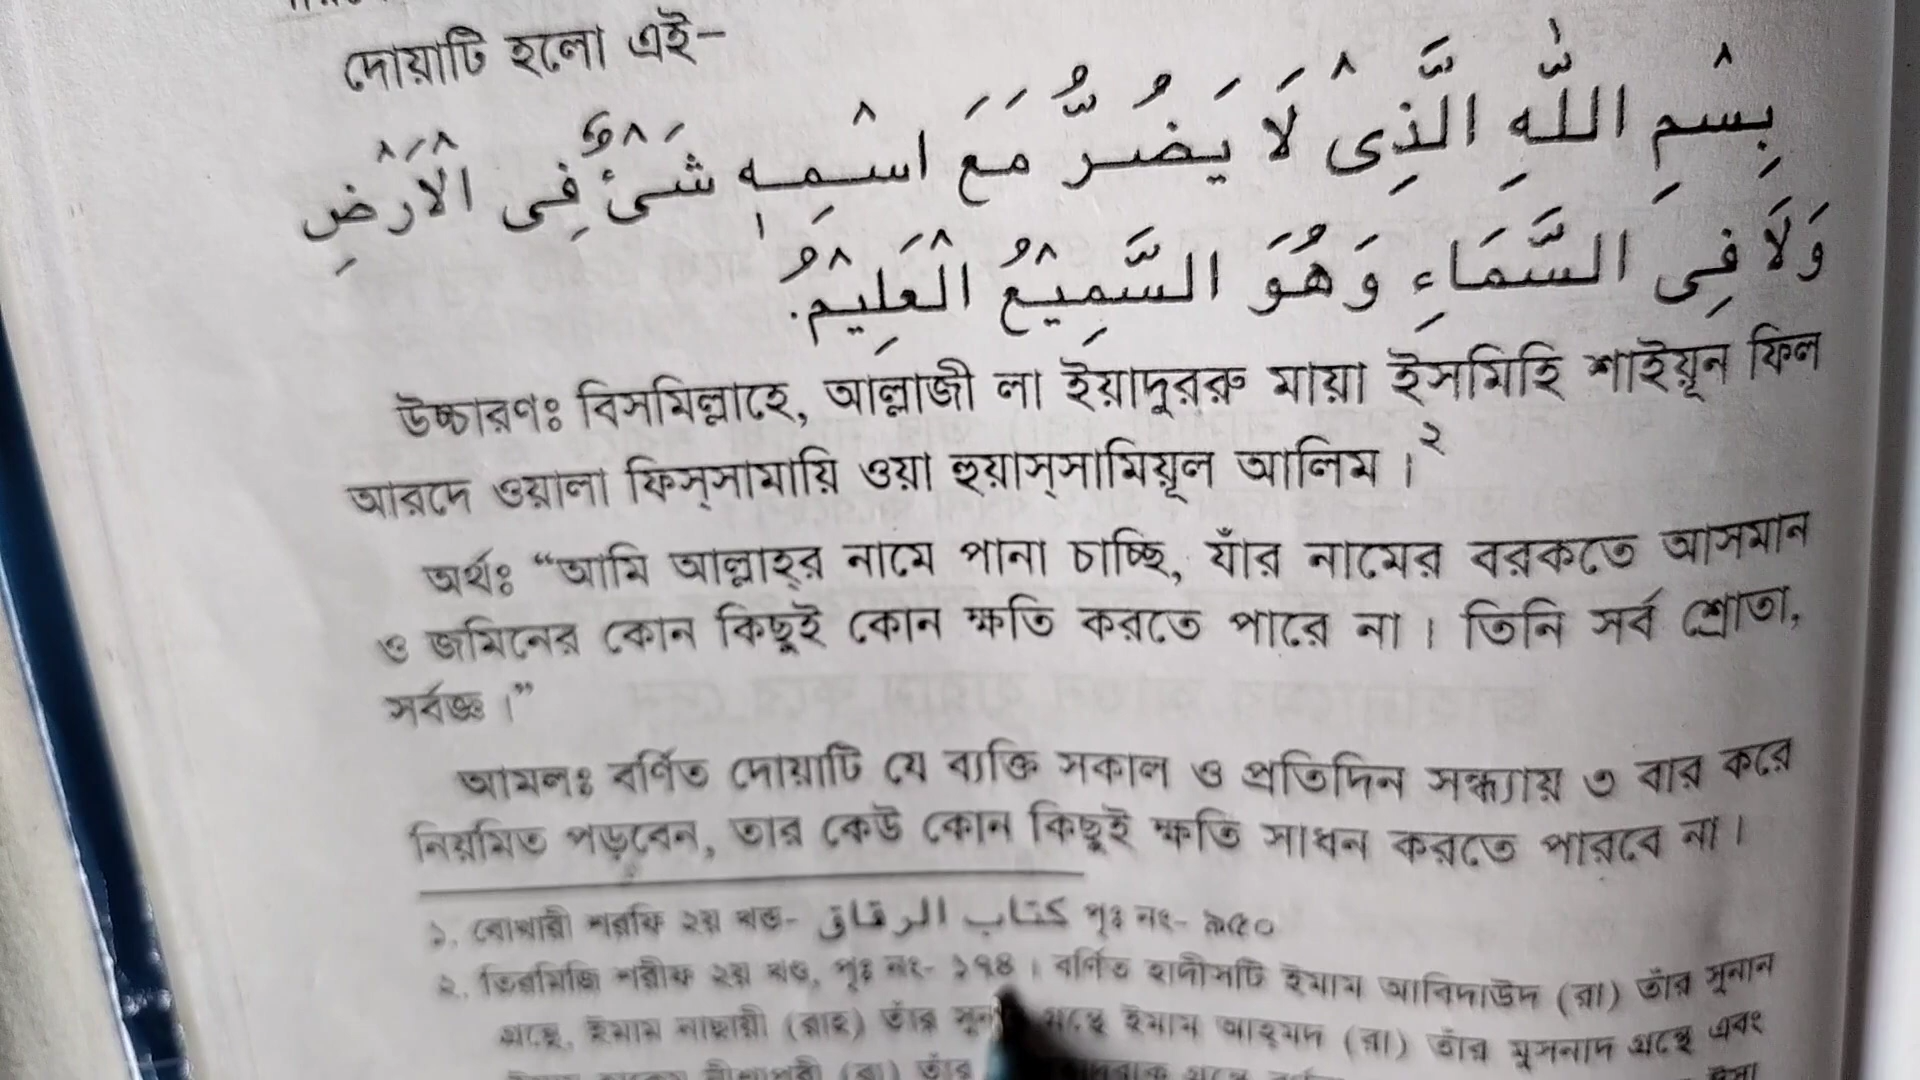 দোয়াটি হলো এই-
بِسْمِ اللّٰهِ الَّذِىْ لَا يَضُرُّ مَعَ اسْمِهٖ شَىْءٌ فِى الْاَرْضِ
وَلَا فِى السَّمَاءِ وَهُوَ السَّمِيْعُ الْعَلِيْمُ.
উচ্চারণঃ বিসমিল্লাহে, আল্লাজী লা ইয়াদুররু মায়া ইসমিহি শাইয়ূন ফিল
আরদে ওয়ালা ফিস্সামায়ি ওয়া হুয়াস্সামিয়ূল আলিম।২
অর্থঃ “আমি আল্লাহ্‌র নামে পানা চাচ্ছি, যাঁর নামের বরকতে আসমান
ও জমিনের কোন কিছুই কোন ক্ষতি করতে পারে না। তিনি সর্ব শ্রোতা,
সর্বজ্ঞ।”
আমলঃ বর্ণিত দোয়াটি যে ব্যক্তি সকাল ও প্রতিদিন সন্ধ্যায় ৩ বার করে
নিয়মিত পড়বেন, তার কেউ কোন কিছুই ক্ষতি সাধন করতে পারবে না।
১. বোখারী শরফি ২য় খন্ড- كتاب الرقاق পৃঃ নং- ৯৫০
২. তিরমিজি শরীফ ২য় খন্ড, পৃঃ নং- ১৭৪। বর্ণিত হাদীসটি ইমাম আবিদাউদ (রা) তাঁর সুনান
গ্রন্থে, ইমাম নাছায়ী (রাহ) তাঁর গ্রন্থে ইমাম আহমদ (রা) তাঁর মুসনাদ গ্রন্থে এবং
(রা) তাঁর